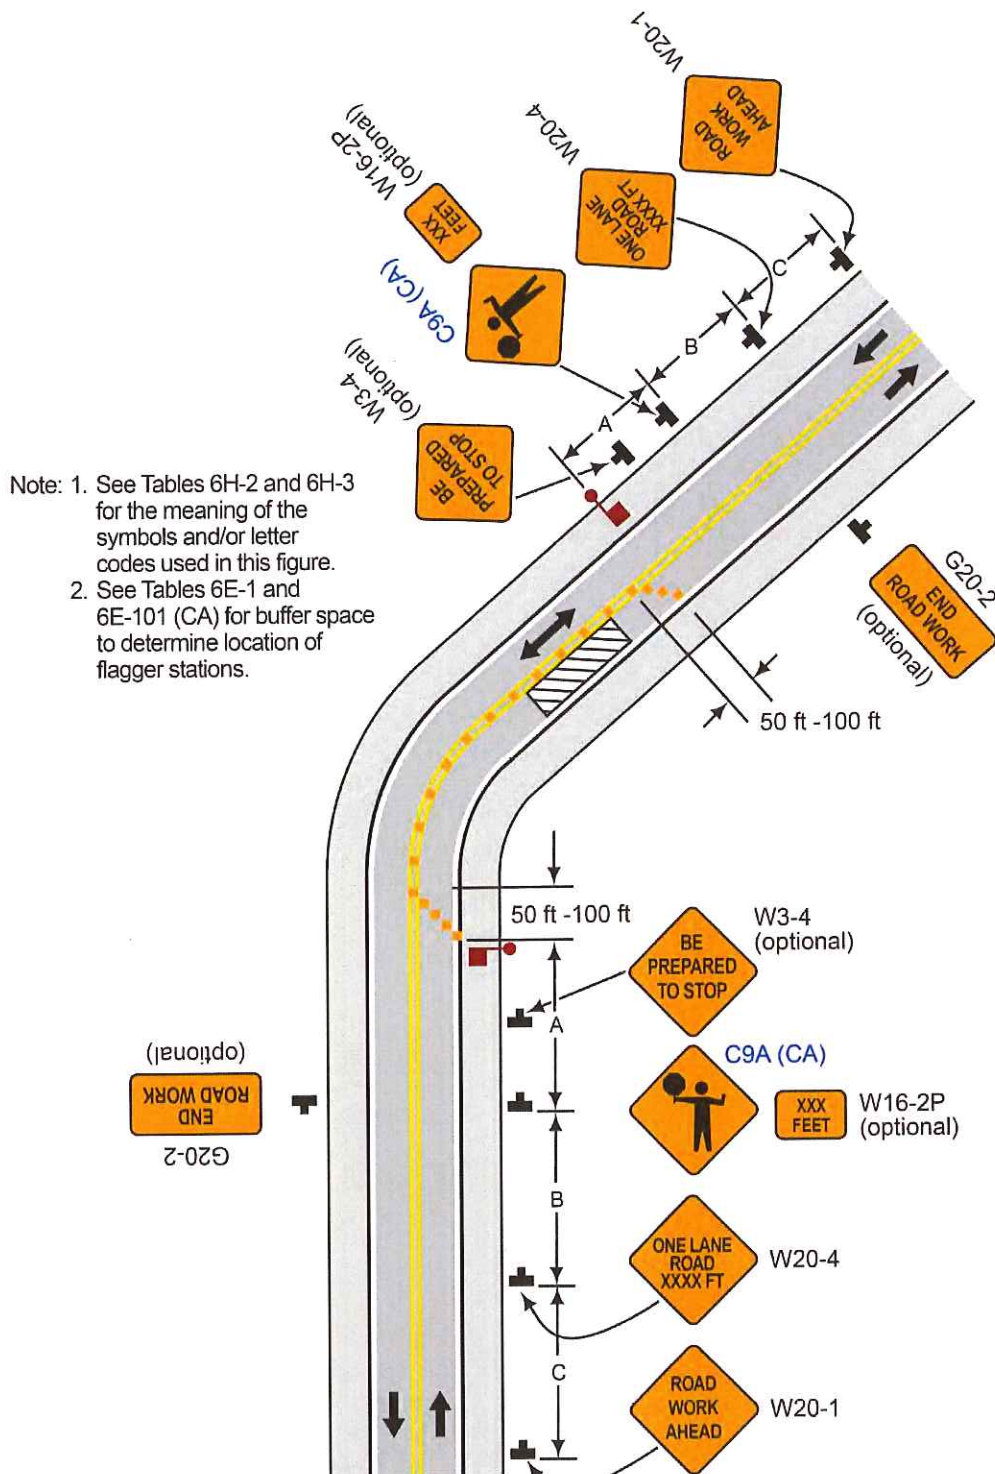 W20-1
ROAD
WORK
AHEAD
W20-4
ONE LANE
ROAD
XXXX FT
W16-2P
(optional)
XXX
FEET
C9A (CA)
W3-4
(optional)
BE
PREPARED
TO STOP
C
B
A
Note: 1. See Tables 6H-2 and 6H-3
for the meaning of the
symbols and/or letter
codes used in this figure.
2. See Tables 6E-1 and
6E-101 (CA) for buffer space
to determine location of
flagger stations.
G20-2
END
ROAD WORK
(optional)
50 ft -100 ft
50 ft -100 ft
W3-4
(optional)
BE
PREPARED
TO STOP
A
C9A (CA)
XXX
FEET
W16-2P
(optional)
G20-2
END
ROAD WORK
(optional)
B
ONE LANE
ROAD
XXXX FT
W20-4
C
ROAD
WORK
AHEAD
W20-1